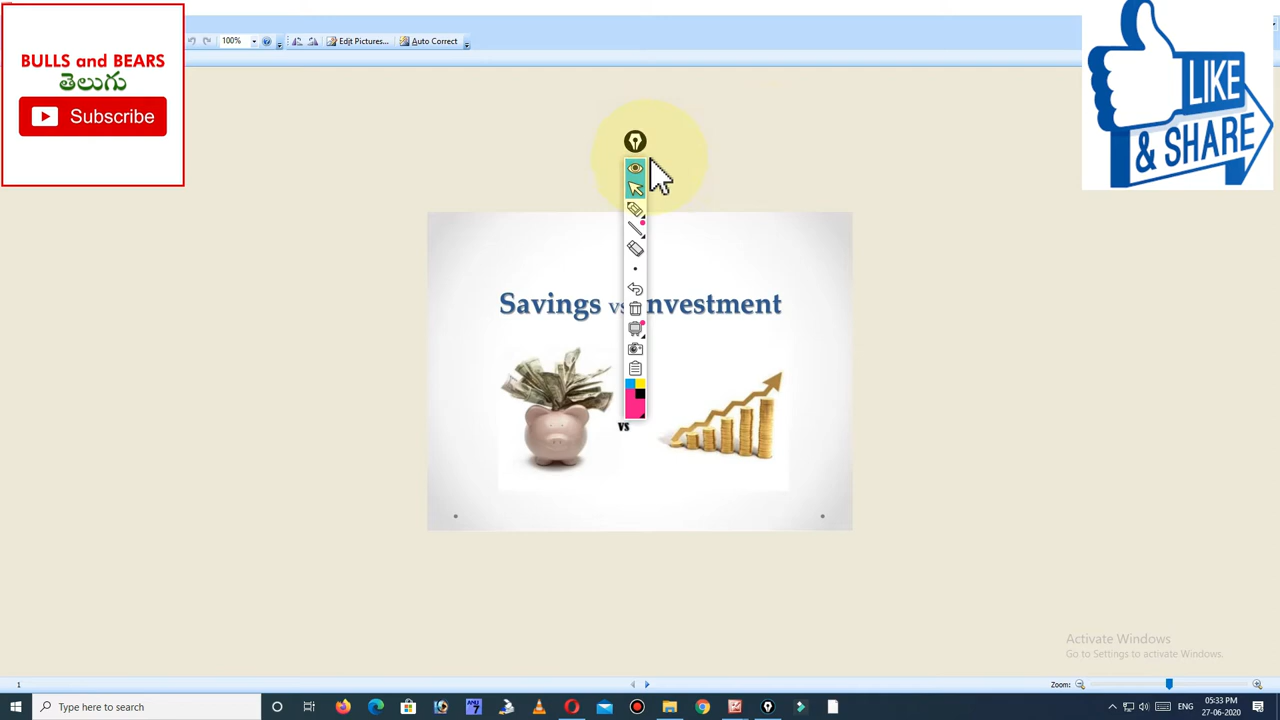 BULLS and BEARS
తెలుగు
Subscribe
100%
Edit Pictures...
Auto Correct
LIKE
& SHARE
Savings vs Investment
VS
Activate Windows
Go to Settings to activate Windows.
1
Zoom:
Type here to search
ENG
05:33 PM
27-06-2020